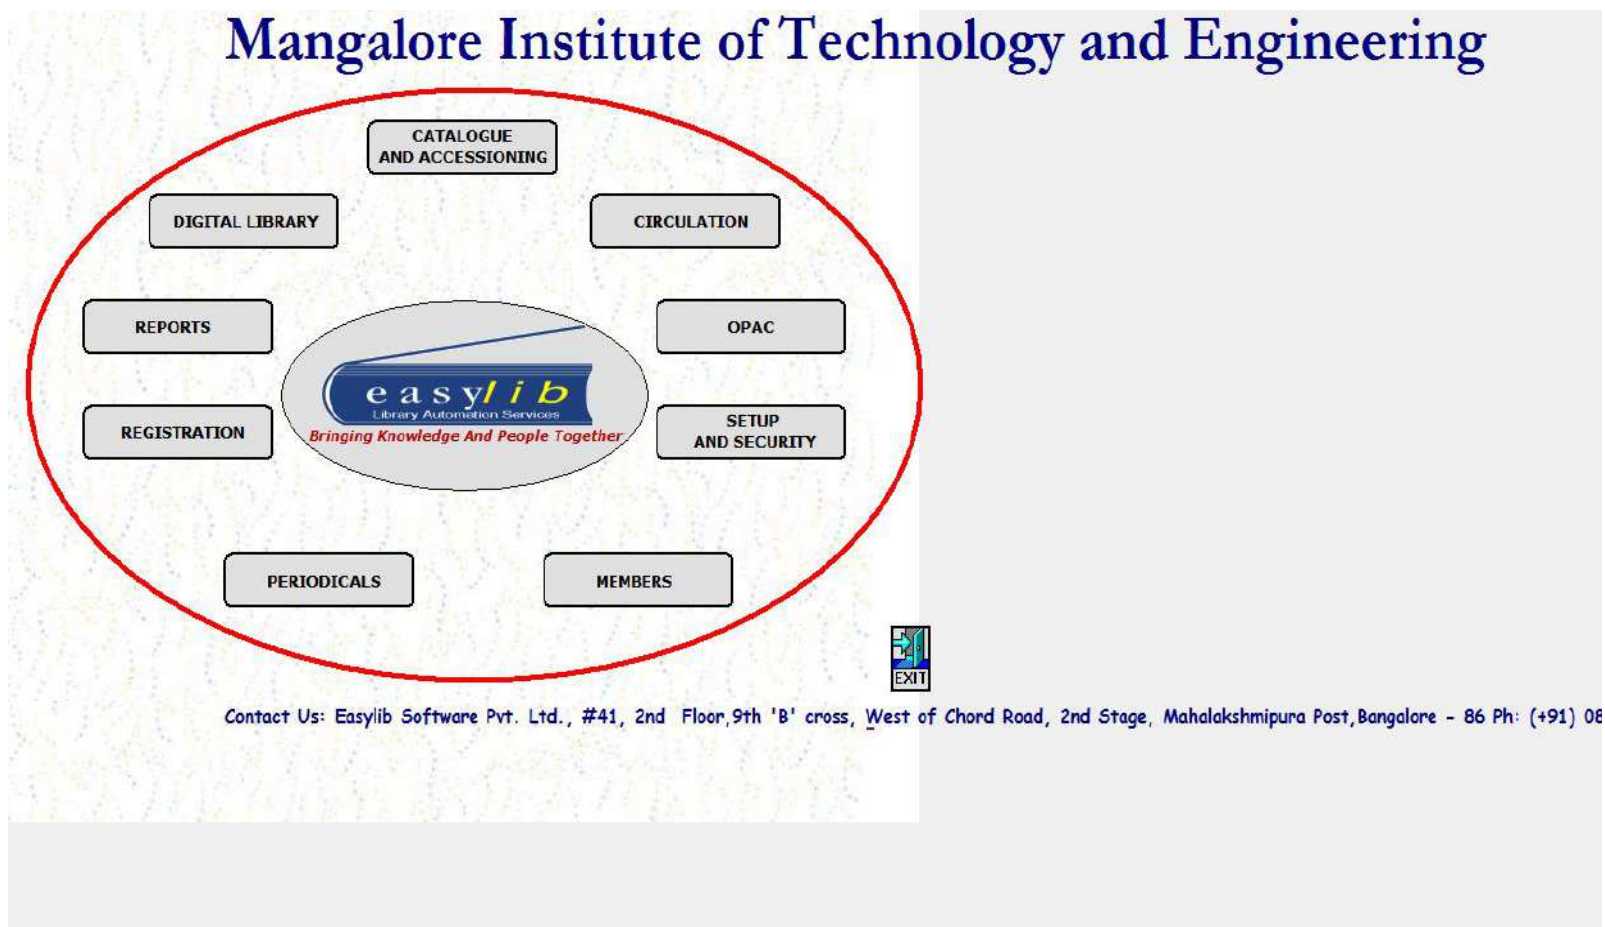 Mangalore Institute of Technology and Engineering
CATALOGUE
AND ACCESSIONING
DIGITAL LIBRARY
CIRCULATION
REPORTS
OPAC
easylib
Library Automation Services
Bringing Knowledge And People Together
REGISTRATION
SETUP
AND SECURITY
PERIODICALS
MEMBERS
EXIT
Contact Us: Easylib Software Pvt. Ltd., #41, 2nd Floor,9th 'B' cross, West of Chord Road, 2nd Stage, Mahalakshmipura Post,Bangalore - 86 Ph: (+91) 08